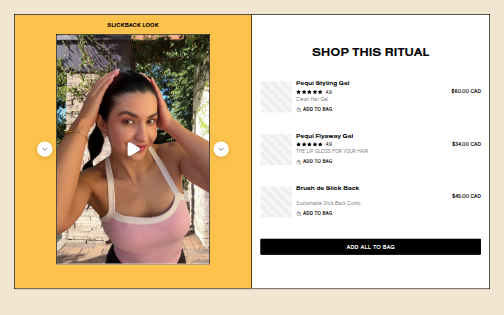 SLICKBACK LOOK
SHOP THIS RITUAL
Pequi Styling Gel
4.9
Clean Hair Gel
ADD TO BAG
$60.00 CAD
Pequi Flyaway Gel
4.9
THE LIP GLOSS FOR YOUR HAIR
ADD TO BAG
$34.00 CAD
Brush de Slick Back
Sustainable Slick Back Comb
ADD TO BAG
$45.00 CAD
ADD ALL TO BAG